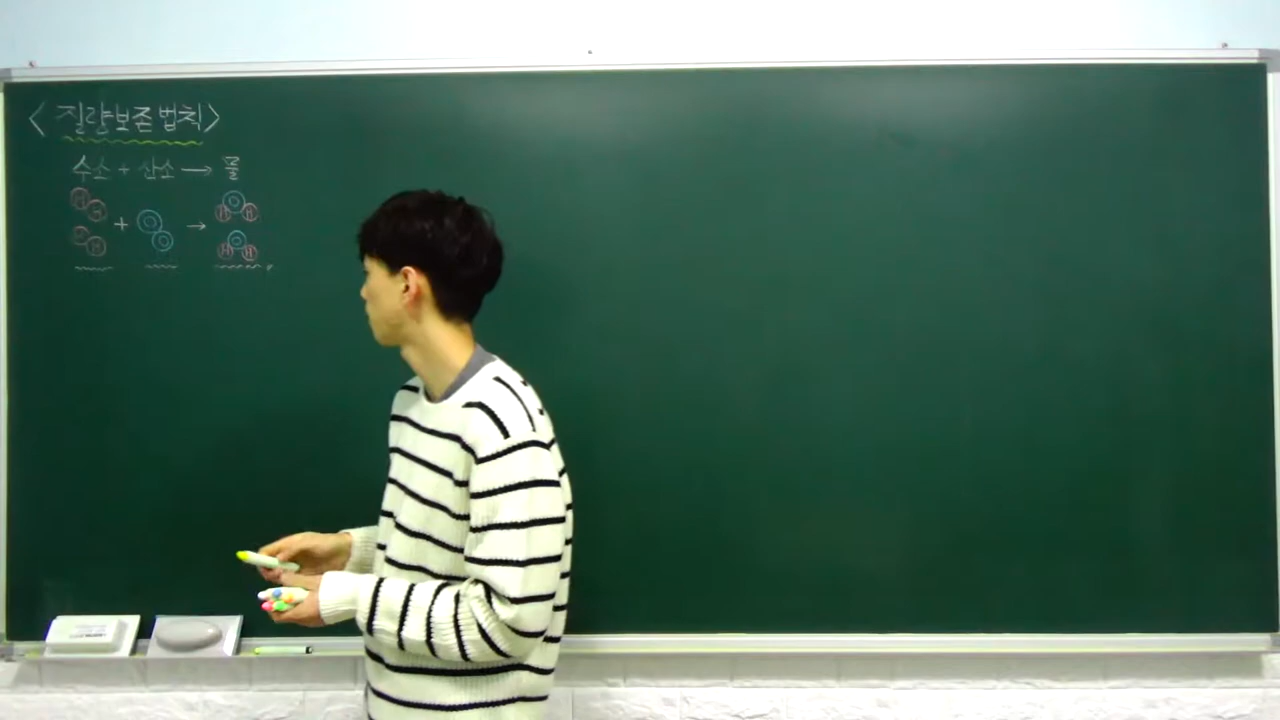 <질량보존법칙>
수소 + 산소 → 물
H H + O O → H O H
H H O O H O H